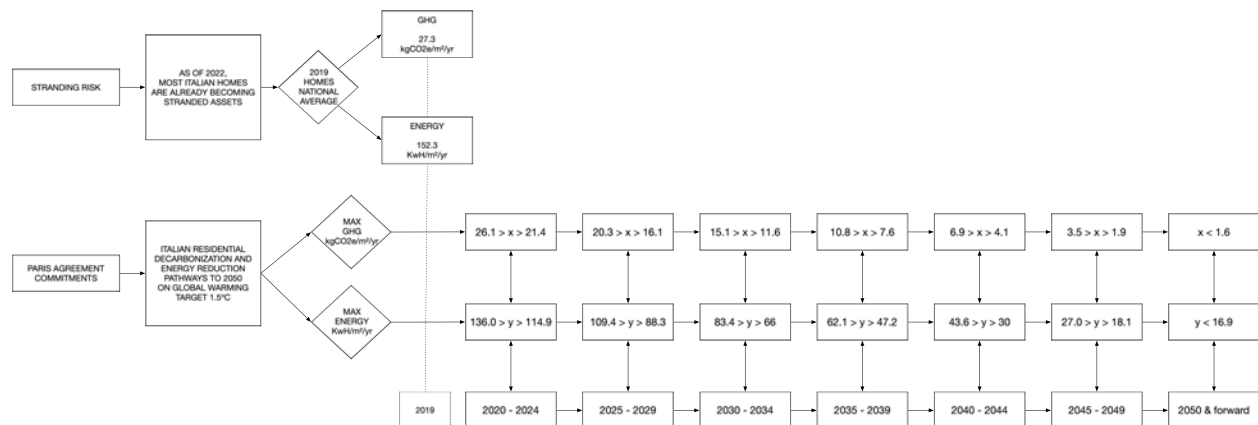 STRANDING RISK
AS OF 2022,
MOST ITALIAN HOMES
ARE ALREADY BECOMING
STRANDED ASSETS
2019
HOMES
NATIONAL
AVERAGE
GHG
27.3
kgCO2e/m²/yr
ENERGY
152.3
KwH/m²/yr
PARIS AGREEMENT
COMMITMENTS
ITALIAN RESIDENTIAL
DECARBONIZATION AND
ENERGY REDUCTION
PATHWAYS TO 2050
ON GLOBAL WARMING
TARGET 1.5ºC
MAX
GHG
kgCO2e/m²/yr
26.1 > x > 21.4
20.3 > x > 16.1
15.1 > x > 11.6
10.8 > x > 7.6
6.9 > x > 4.1
3.5 > x > 1.9
x < 1.6
MAX
ENERGY
KwH/m²/yr
136.0 > y > 114.9
109.4 > y > 88.3
83.4 > y > 66
62.1 > y > 47.2
43.6 > y > 30
27.0 > y > 18.1
y < 16.9
2019
2020 - 2024
2025 - 2029
2030 - 2034
2035 - 2039
2040 - 2044
2045 - 2049
2050 & forward